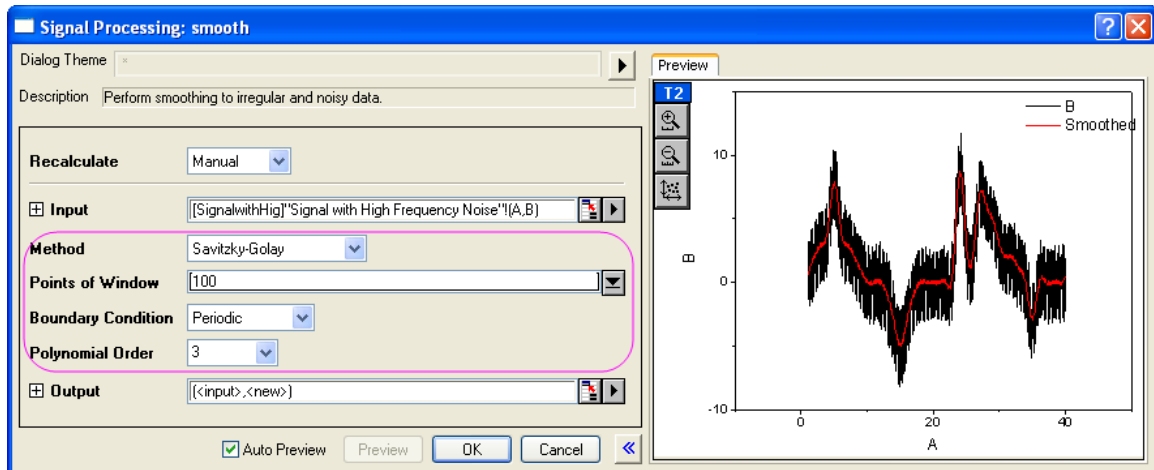 Signal Processing: smooth
Dialog Theme *
Description Perform smoothing to irregular and noisy data.
Recalculate Manual
Input [SignalwithHig]"Signal with High Frequency Noise"!(A,B)
Method Savitzky-Golay
Points of Window 100
Boundary Condition Periodic
Polynomial Order 3
Output (<input>,<new>)
Auto Preview Preview OK Cancel
Preview
T2
B
Smoothed
10
0
-10
B
0 20 40
A